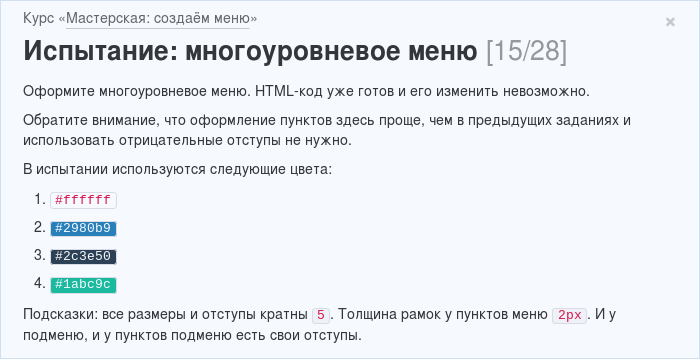 Курс «Мастерская: создаём меню»
×
Испытание: многоуровневое меню [15/28]
Оформите многоуровневое меню. HTML-код уже готов и его изменить невозможно.
Обратите внимание, что оформление пунктов здесь проще, чем в предыдущих заданиях и
использовать отрицательные отступы не нужно.
В испытании используются следующие цвета:
1. #ffffff
2. #2980b9
3. #2c3e50
4. #1abc9c
Подсказки: все размеры и отступы кратны 5. Толщина рамок у пунктов меню 2px. И у
подменю, и у пунктов подменю есть свои отступы.